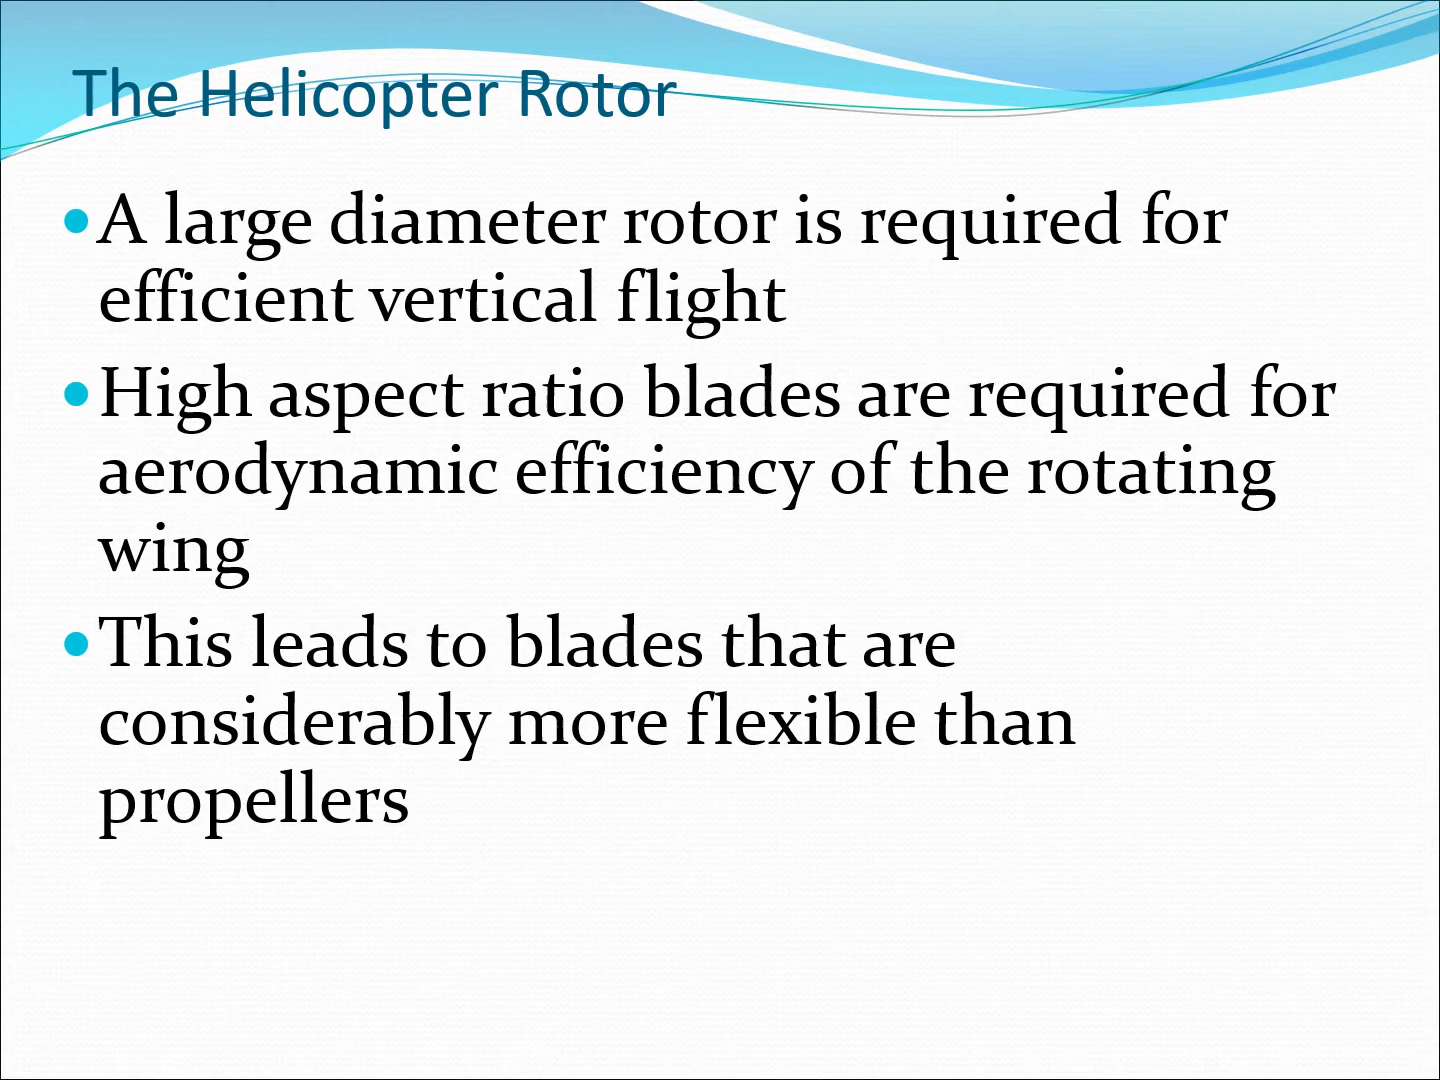 The Helicopter Rotor
•A large diameter rotor is required for
efficient vertical flight
•High aspect ratio blades are required for
aerodynamic efficiency of the rotating
wing
•This leads to blades that are
considerably more flexible than
propellers